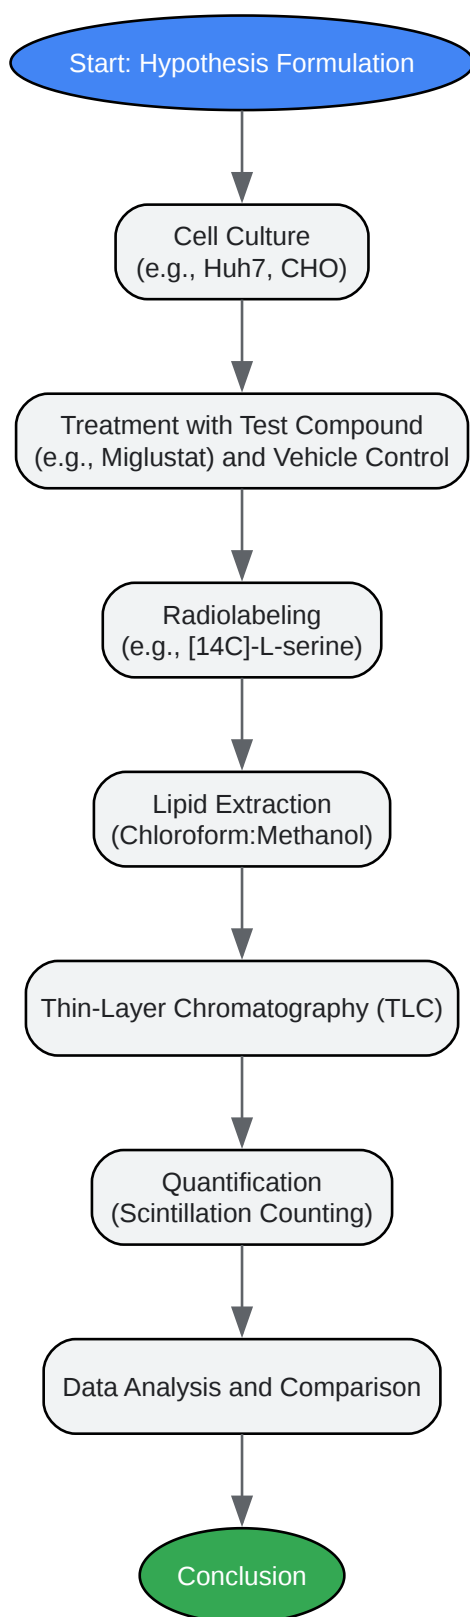 Start: Hypothesis Formulation
Cell Culture
(e.g., Huh7, CHO)
Treatment with Test Compound
(e.g., Miglustat) and Vehicle Control
Radiolabeling
(e.g., [14C]-L-serine)
Lipid Extraction
(Chloroform:Methanol)
Thin-Layer Chromatography (TLC)
Quantification
(Scintillation Counting)
Data Analysis and Comparison
Conclusion